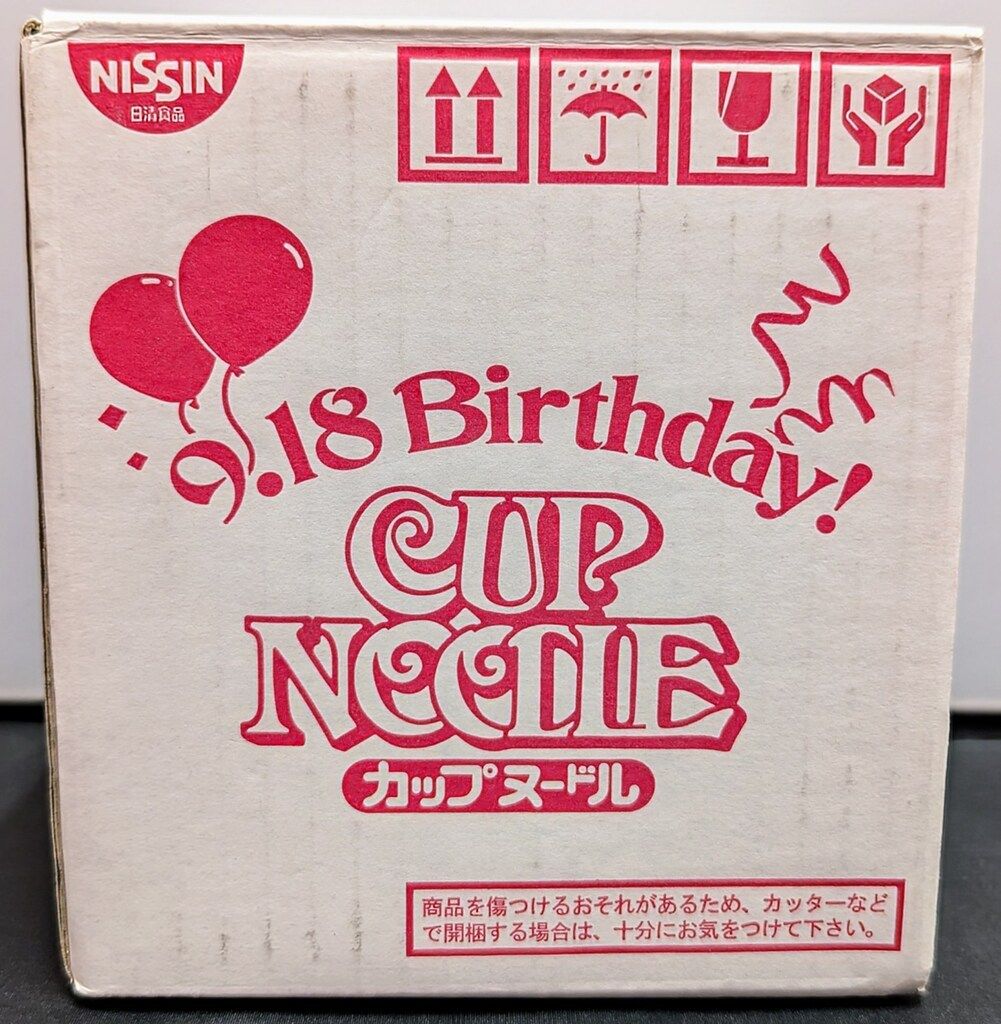 NISSIN
日清食品
9.18 Birthday!
CUP
NOODLE
カップヌードル
商品を傷つけるおそれがあるため、カッターなど
で開梱する場合は、十分にお気をつけて下さい。